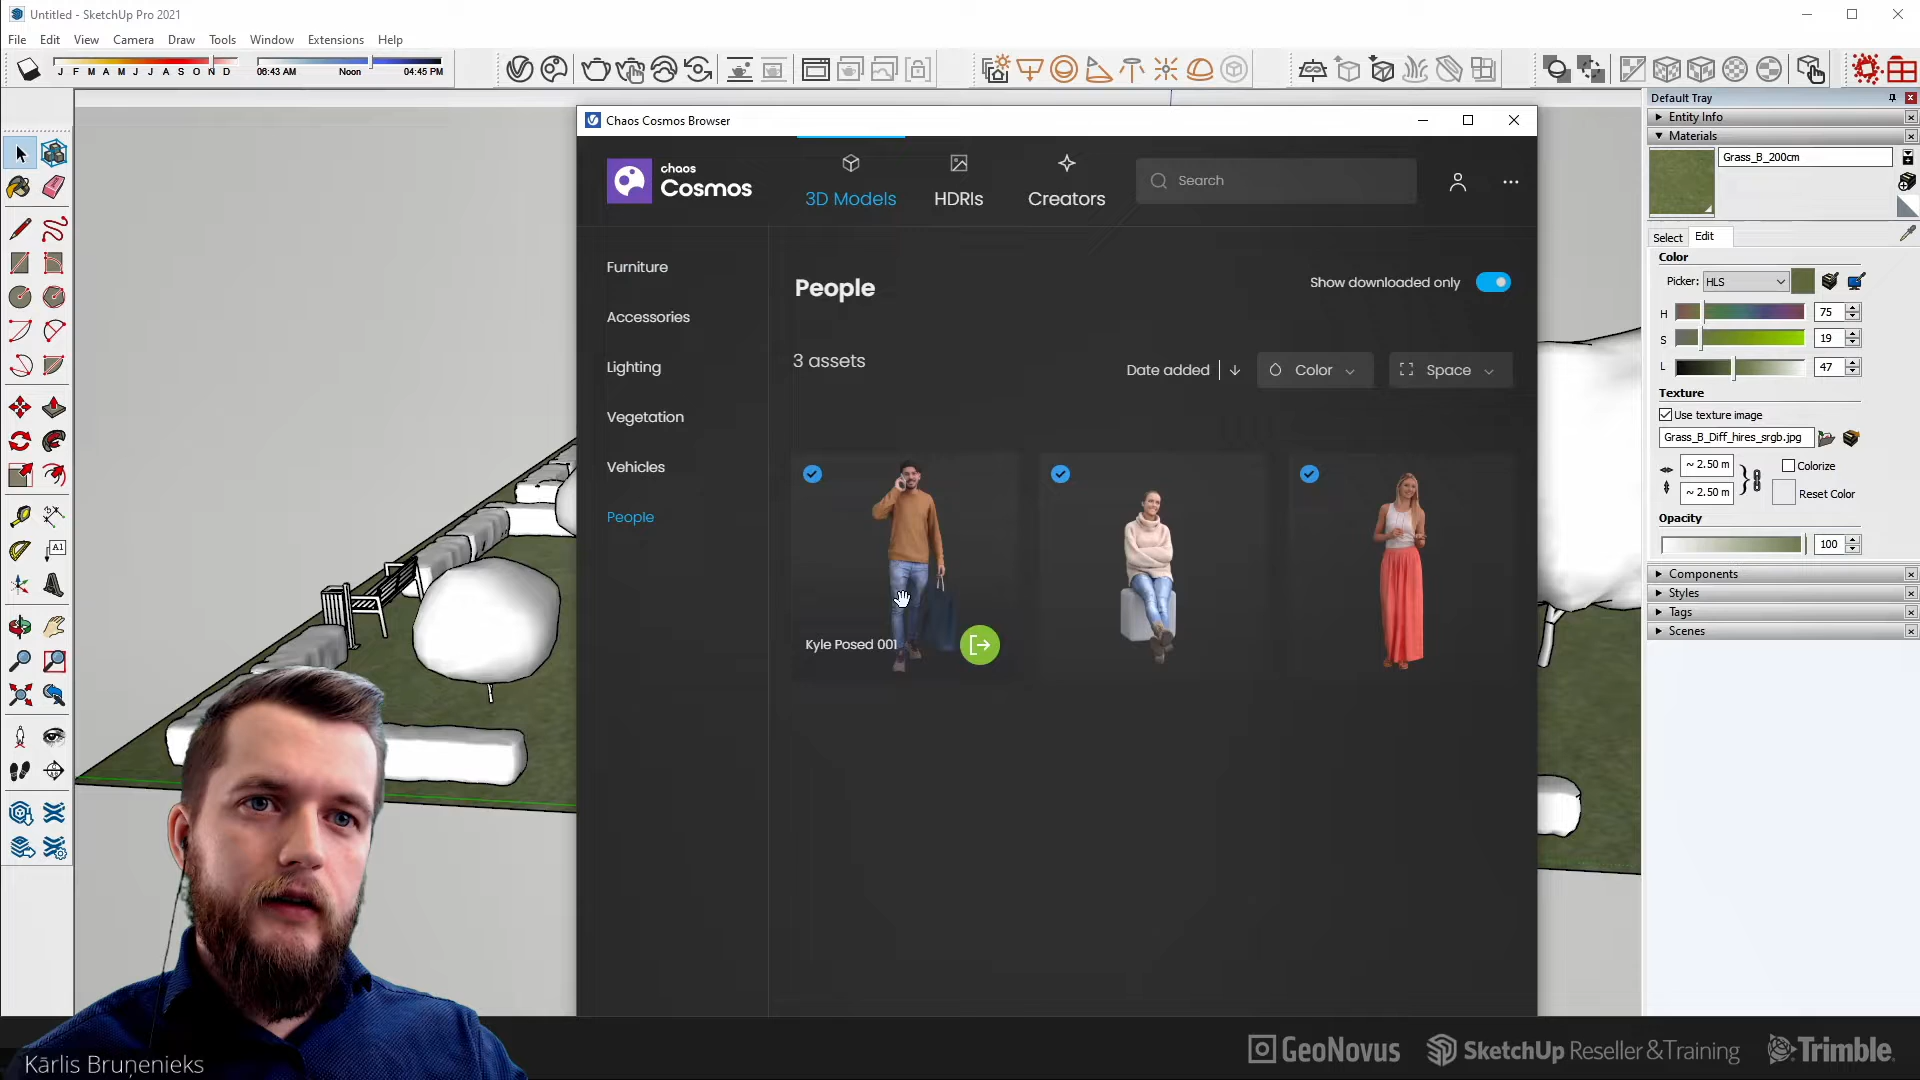 Untitled - SketchUp Pro 2021
File Edit View Camera Draw Tools Window Extensions Help
J F M A M J J A S O N D
06:43 AM Noon 04:45 PM
Default Tray
Entity Info
Materials
Grass_B_200cm
Select Edit
Color
Picker: HLS
H 75
S 19
L 47
Texture
Use texture image
Grass_B_Diff_hires_srgb.jpg
~ 2.50 m
Colorize
~ 2.50 m
Reset Color
Opacity
100
Components
Styles
Tags
Scenes
Chaos Cosmos Browser
chaos
Cosmos
3D Models
HDRIs
Creators
Search
Furniture
Accessories
Lighting
Vegetation
Vehicles
People
People
Show downloaded only
3 assets
Date added
Color
Space
Kyle Posed 001
A1
Kārlis Bruņenieks
GeoNovus
SketchUp Reseller & Training
Trimble